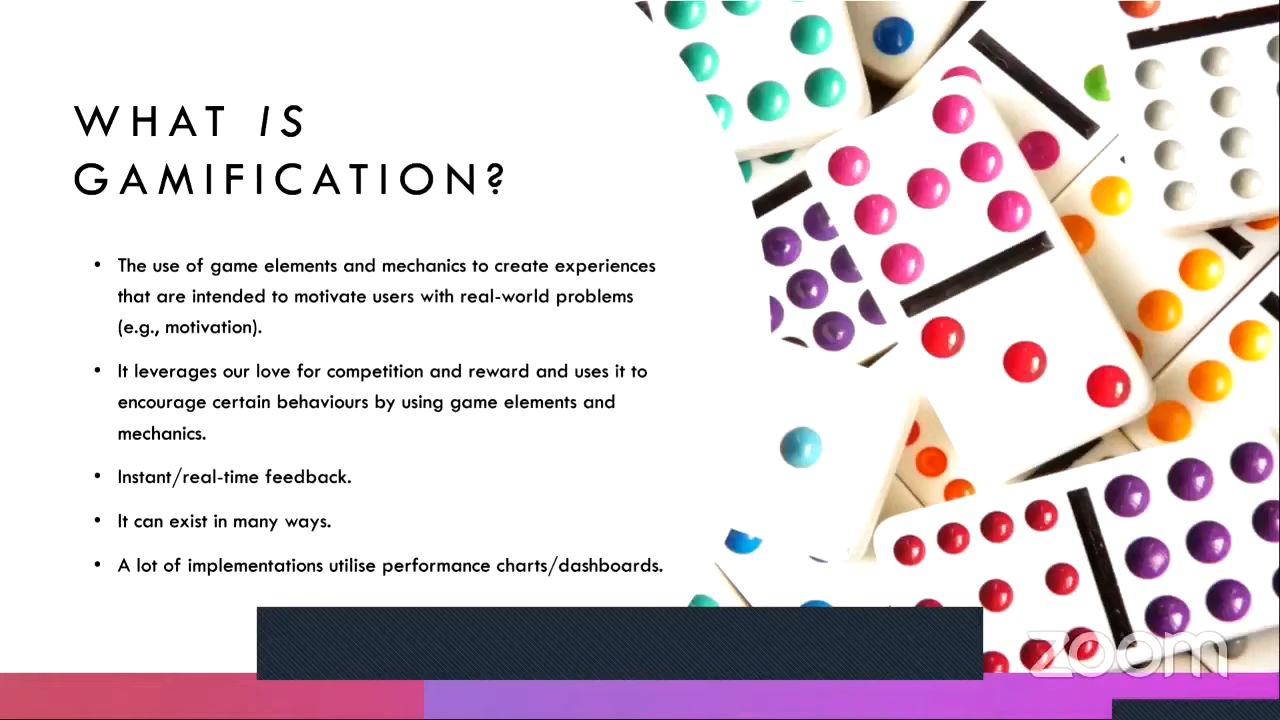 WHAT IS
GAMIFICATION?
• The use of game elements and mechanics to create experiences
that are intended to motivate users with real-world problems
(e.g., motivation).
• It leverages our love for competition and reward and uses it to
encourage certain behaviours by using game elements and
mechanics.
• Instant/real-time feedback.
• It can exist in many ways.
• A lot of implementations utilise performance charts/dashboards.
zoom